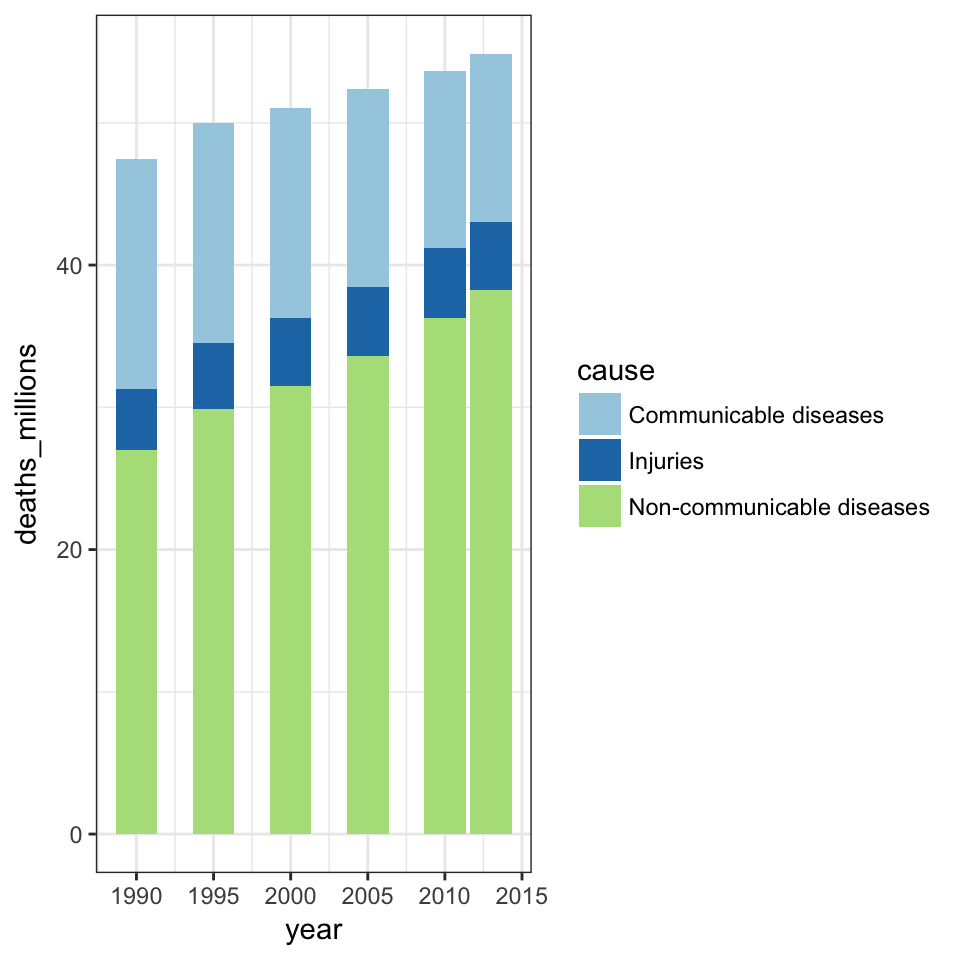 deaths_millions
40
20
0
1990 1995 2000 2005 2010 2015
year
cause
Communicable diseases
Injuries
Non-communicable diseases